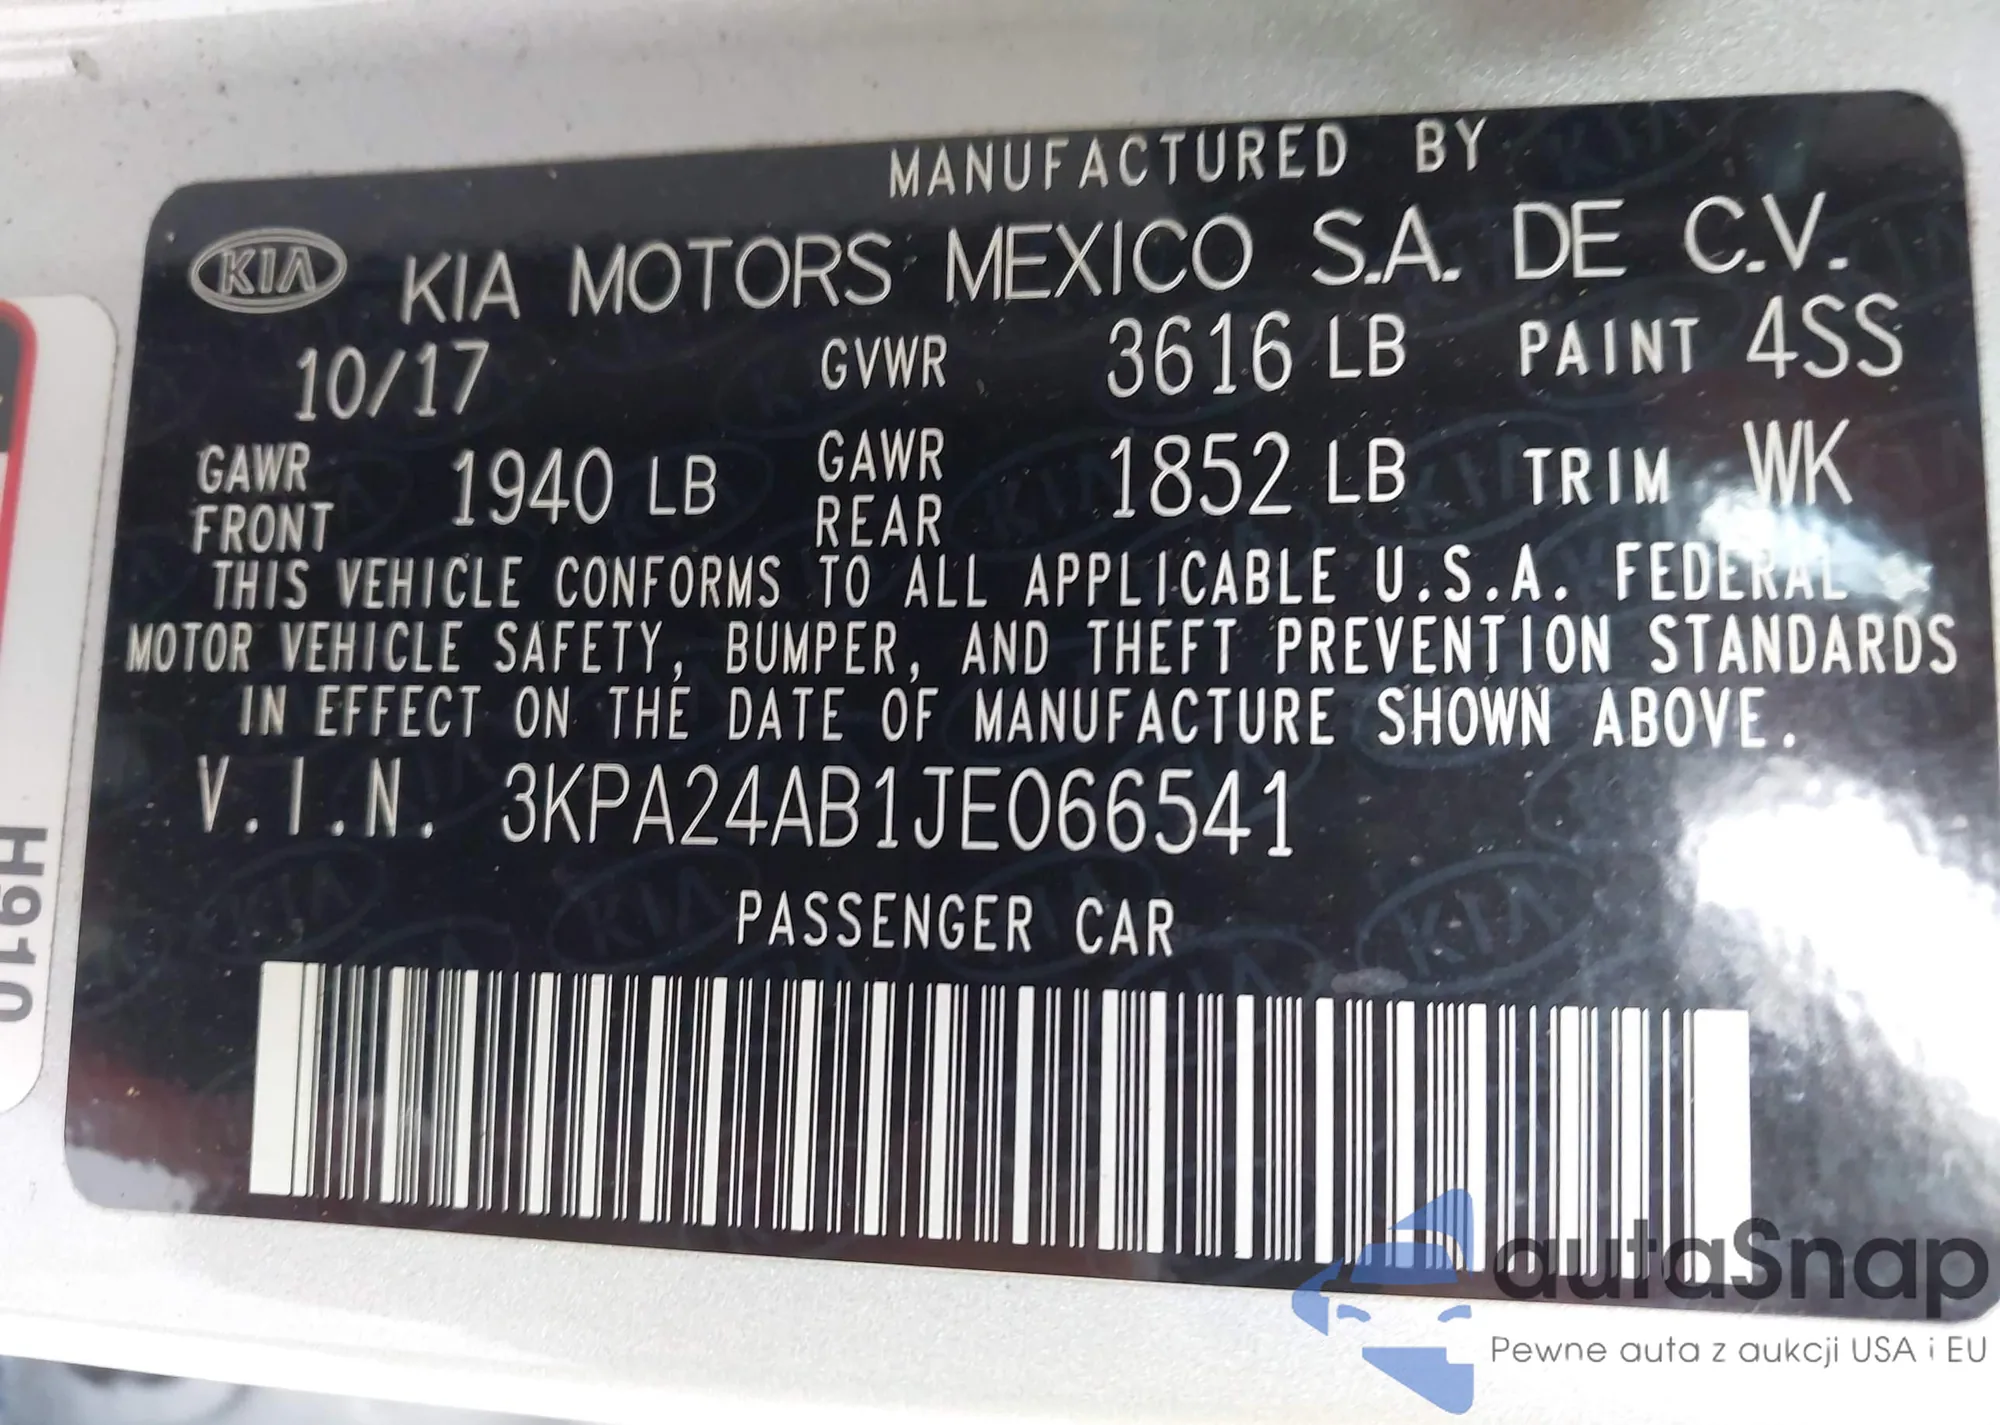 MANUFACTURED BY
KIA KIA MOTORS MEXICO S.A. DE C.V.
10/17 GVWR 3616 LB PAINT 4SS
GAWR FRONT 1940 LB GAWR REAR 1852 LB TRIM WK
THIS VEHICLE CONFORMS TO ALL APPLICABLE U.S.A. FEDERAL
MOTOR VEHICLE SAFETY, BUMPER, AND THEFT PREVENTION STANDARDS
IN EFFECT ON THE DATE OF MANUFACTURE SHOWN ABOVE.
V.I.N. 3KPA24AB1JE066541
PASSENGER CAR
H910
autaSnap
Pewne auta z aukcji USA i EU